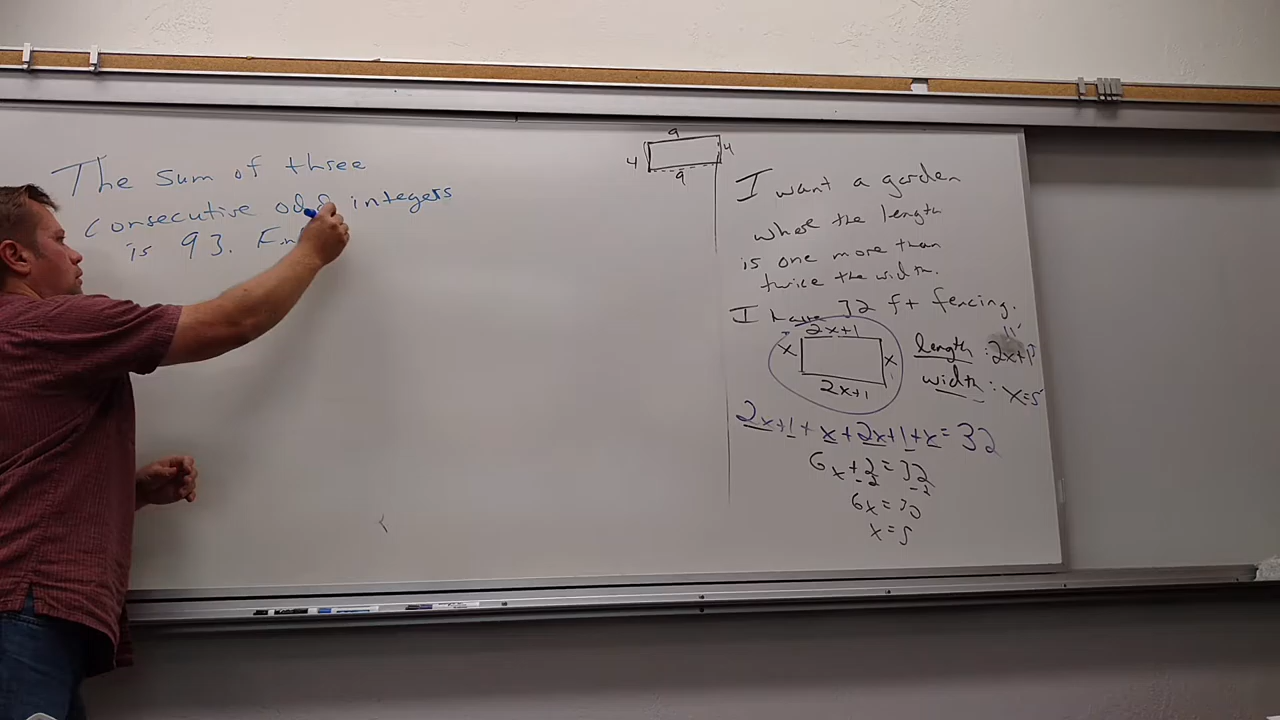 The sum of three
consecutive odd integers
is 93. Fin
9
4
4
9
I want a garden
where the length
is one more than
twice the width.
I have 32 ft fencing.
2x+1
x
x
2x+1
length : 2x+1
11
width : x=5
2x+1+x+2x+1+x=32
6x+2=32
-2 -2
6x=30
x=5